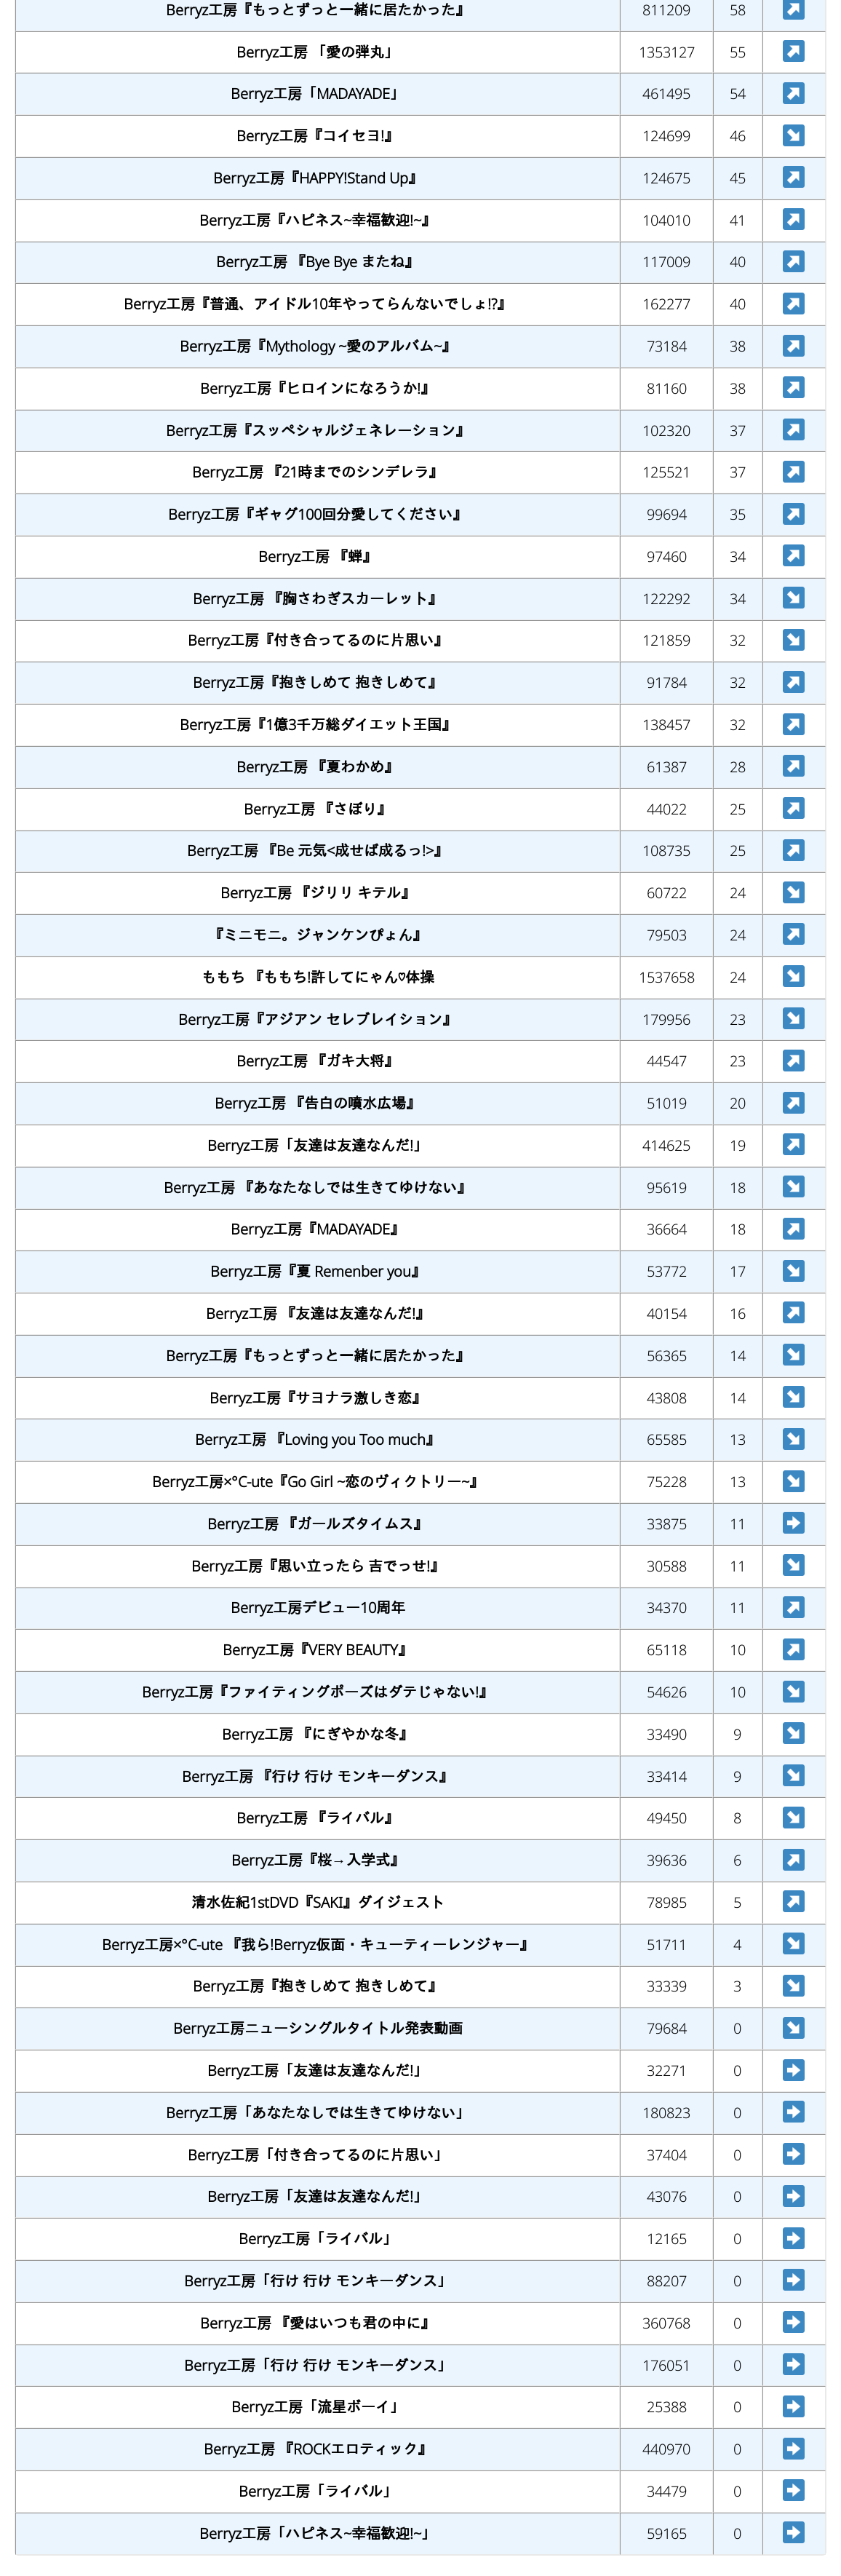 Berryz工房『もっとずっと一緒に居たかった』 811209 58 ↗
Berryz工房 「愛の弾丸」 1353127 55 ↗
Berryz工房「MADAYADE」 461495 54 ↗
Berryz工房『コイセヨ!』 124699 46 ↘
Berryz工房『HAPPY!Stand Up』 124675 45 ↗
Berryz工房『ハピネス~幸福歓迎!~』 104010 41 ↗
Berryz工房 『Bye Bye またね』 117009 40 ↗
Berryz工房『普通、アイドル10年やってらんないでしょ!?』 162277 40 ↗
Berryz工房『Mythology ~愛のアルバム~』 73184 38 ↗
Berryz工房『ヒロインになろうか!』 81160 38 ↗
Berryz工房『スッペシャルジェネレーション』 102320 37 ↗
Berryz工房 『21時までのシンデレラ』 125521 37 ↗
Berryz工房『ギャグ100回分愛してください』 99694 35 ↗
Berryz工房 『蝉』 97460 34 ↗
Berryz工房 『胸さわぎスカーレット』 122292 34 ↘
Berryz工房『付き合ってるのに片思い』 121859 32 ↘
Berryz工房『抱きしめて 抱きしめて』 91784 32 ↗
Berryz工房『1億3千万総ダイエット王国』 138457 32 ↗
Berryz工房 『夏わかめ』 61387 28 ↗
Berryz工房 『さぼり』 44022 25 ↗
Berryz工房 『Be 元気<成せば成るっ!>』 108735 25 ↗
Berryz工房 『ジリリ キテル』 60722 24 ↘
『ミニモニ。ジャンケンぴょん』 79503 24 ↗
ももち 『ももち!許してにゃん♡体操 1537658 24 ↘
Berryz工房『アジアン セレブレイション』 179956 23 ↘
Berryz工房 『ガキ大将』 44547 23 ↗
Berryz工房 『告白の噴水広場』 51019 20 ↗
Berryz工房「友達は友達なんだ!」 414625 19 ↗
Berryz工房 『あなたなしでは生きてゆけない』 95619 18 ↘
Berryz工房『MADAYADE』 36664 18 ↗
Berryz工房『夏 Remenber you』 53772 17 ↘
Berryz工房 『友達は友達なんだ!』 40154 16 ↗
Berryz工房『もっとずっと一緒に居たかった』 56365 14 ↘
Berryz工房『サヨナラ激しき恋』 43808 14 ↘
Berryz工房 『Loving you Too much』 65585 13 ↘
Berryz工房×°C-ute『Go Girl ~恋のヴィクトリー~』 75228 13 ↘
Berryz工房 『ガールズタイムス』 33875 11 ➡
Berryz工房『思い立ったら 吉でっせ!』 30588 11 ↘
Berryz工房デビュー10周年 34370 11 ↗
Berryz工房『VERY BEAUTY』 65118 10 ↗
Berryz工房『ファイティングポーズはダテじゃない!』 54626 10 ↘
Berryz工房 『にぎやかな冬』 33490 9 ↘
Berryz工房 『行け 行け モンキーダンス』 33414 9 ↘
Berryz工房 『ライバル』 49450 8 ↘
Berryz工房『桜→入学式』 39636 6 ↗
清水佐紀1stDVD『SAKI』ダイジェスト 78985 5 ↗
Berryz工房×°C-ute 『我ら!Berryz仮面・キューティーレンジャー』 51711 4 ↘
Berryz工房『抱きしめて 抱きしめて』 33339 3 ↘
Berryz工房ニューシングルタイトル発表動画 79684 0 ↘
Berryz工房「友達は友達なんだ!」 32271 0 ➡
Berryz工房「あなたなしでは生きてゆけない」 180823 0 ➡
Berryz工房「付き合ってるのに片思い」 37404 0 ➡
Berryz工房「友達は友達なんだ!」 43076 0 ➡
Berryz工房「ライバル」 12165 0 ➡
Berryz工房「行け 行け モンキーダンス」 88207 0 ➡
Berryz工房 『愛はいつも君の中に』 360768 0 ➡
Berryz工房「行け 行け モンキーダンス」 176051 0 ➡
Berryz工房「流星ボーイ」 25388 0 ➡
Berryz工房 『ROCKエロティック』 440970 0 ➡
Berryz工房「ライバル」 34479 0 ➡
Berryz工房「ハピネス~幸福歓迎!~」 59165 0 ➡